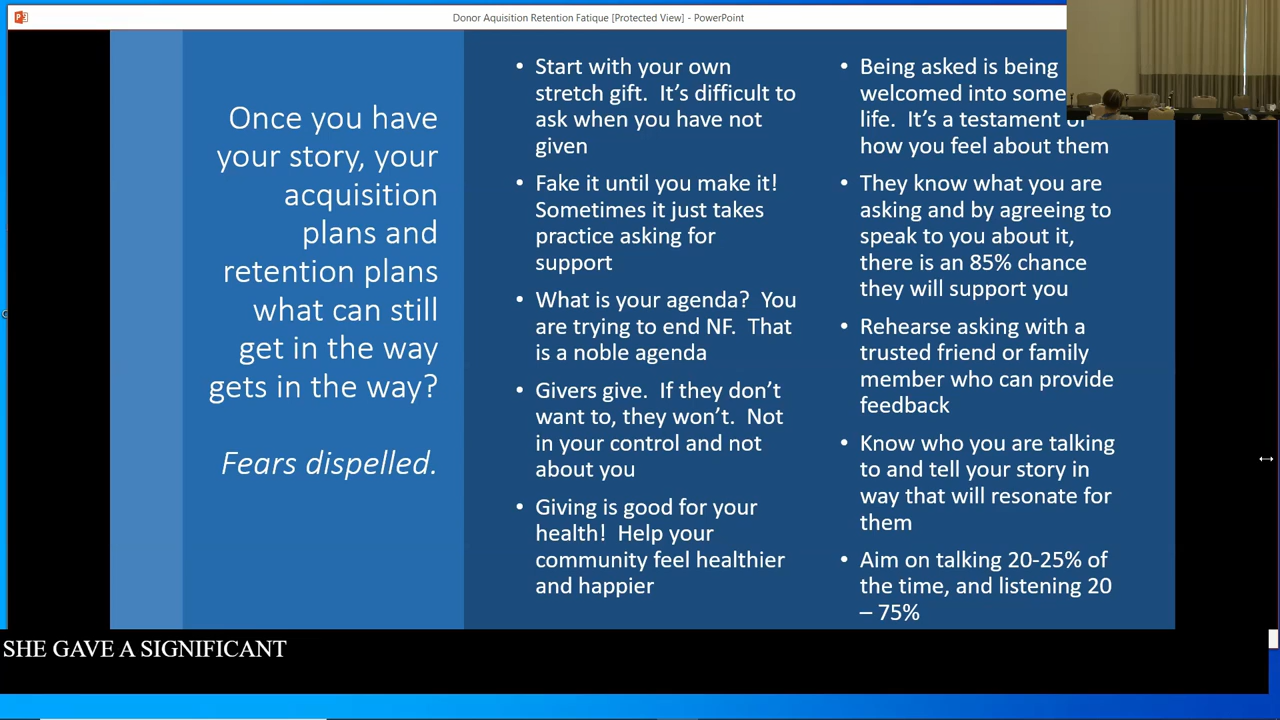 Donor Aquisition Retention Fatique [Protected View] - PowerPoint
Once you have
your story, your
acquisition
plans and
retention plans
what can still
get in the way
gets in the way?
Fears dispelled.
• Start with your own
stretch gift. It's difficult to
ask when you have not
given
• Fake it until you make it!
Sometimes it just takes
practice asking for
support
• What is your agenda? You
are trying to end NF. That
is a noble agenda
• Givers give. If they don't
want to, they won't. Not
in your control and not
about you
• Giving is good for your
health! Help your
community feel healthier
and happier
• Being asked is being
welcomed into some
life. It's a testament
how you feel about them
• They know what you are
asking and by agreeing to
speak to you about it,
there is an 85% chance
they will support you
• Rehearse asking with a
trusted friend or family
member who can provide
feedback
• Know who you are talking
to and tell your story in
way that will resonate for
them
• Aim on talking 20-25% of
the time, and listening 20
– 75%
SHE GAVE A SIGNIFICANT